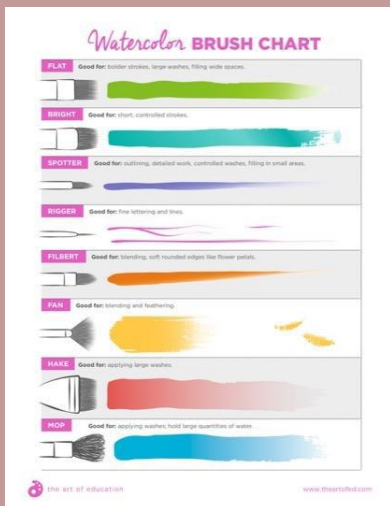 Watercolor BRUSH CHART
FLAT Good for: bolder strokes, large washes, filling wide spaces.
BRIGHT Good for: short, controlled strokes.
SPOTTER Good for: outlining, detailed work, controlled washes, filling in small areas.
RIGGER Good for: fine lettering and lines.
FILBERT Good for: blending, soft rounded edges like flower petals.
FAN Good for: blending and feathering.
HAKE Good for: applying large washes.
MOP Good for: applying washes; hold large quantities of water.
the art of education www.theartofed.com